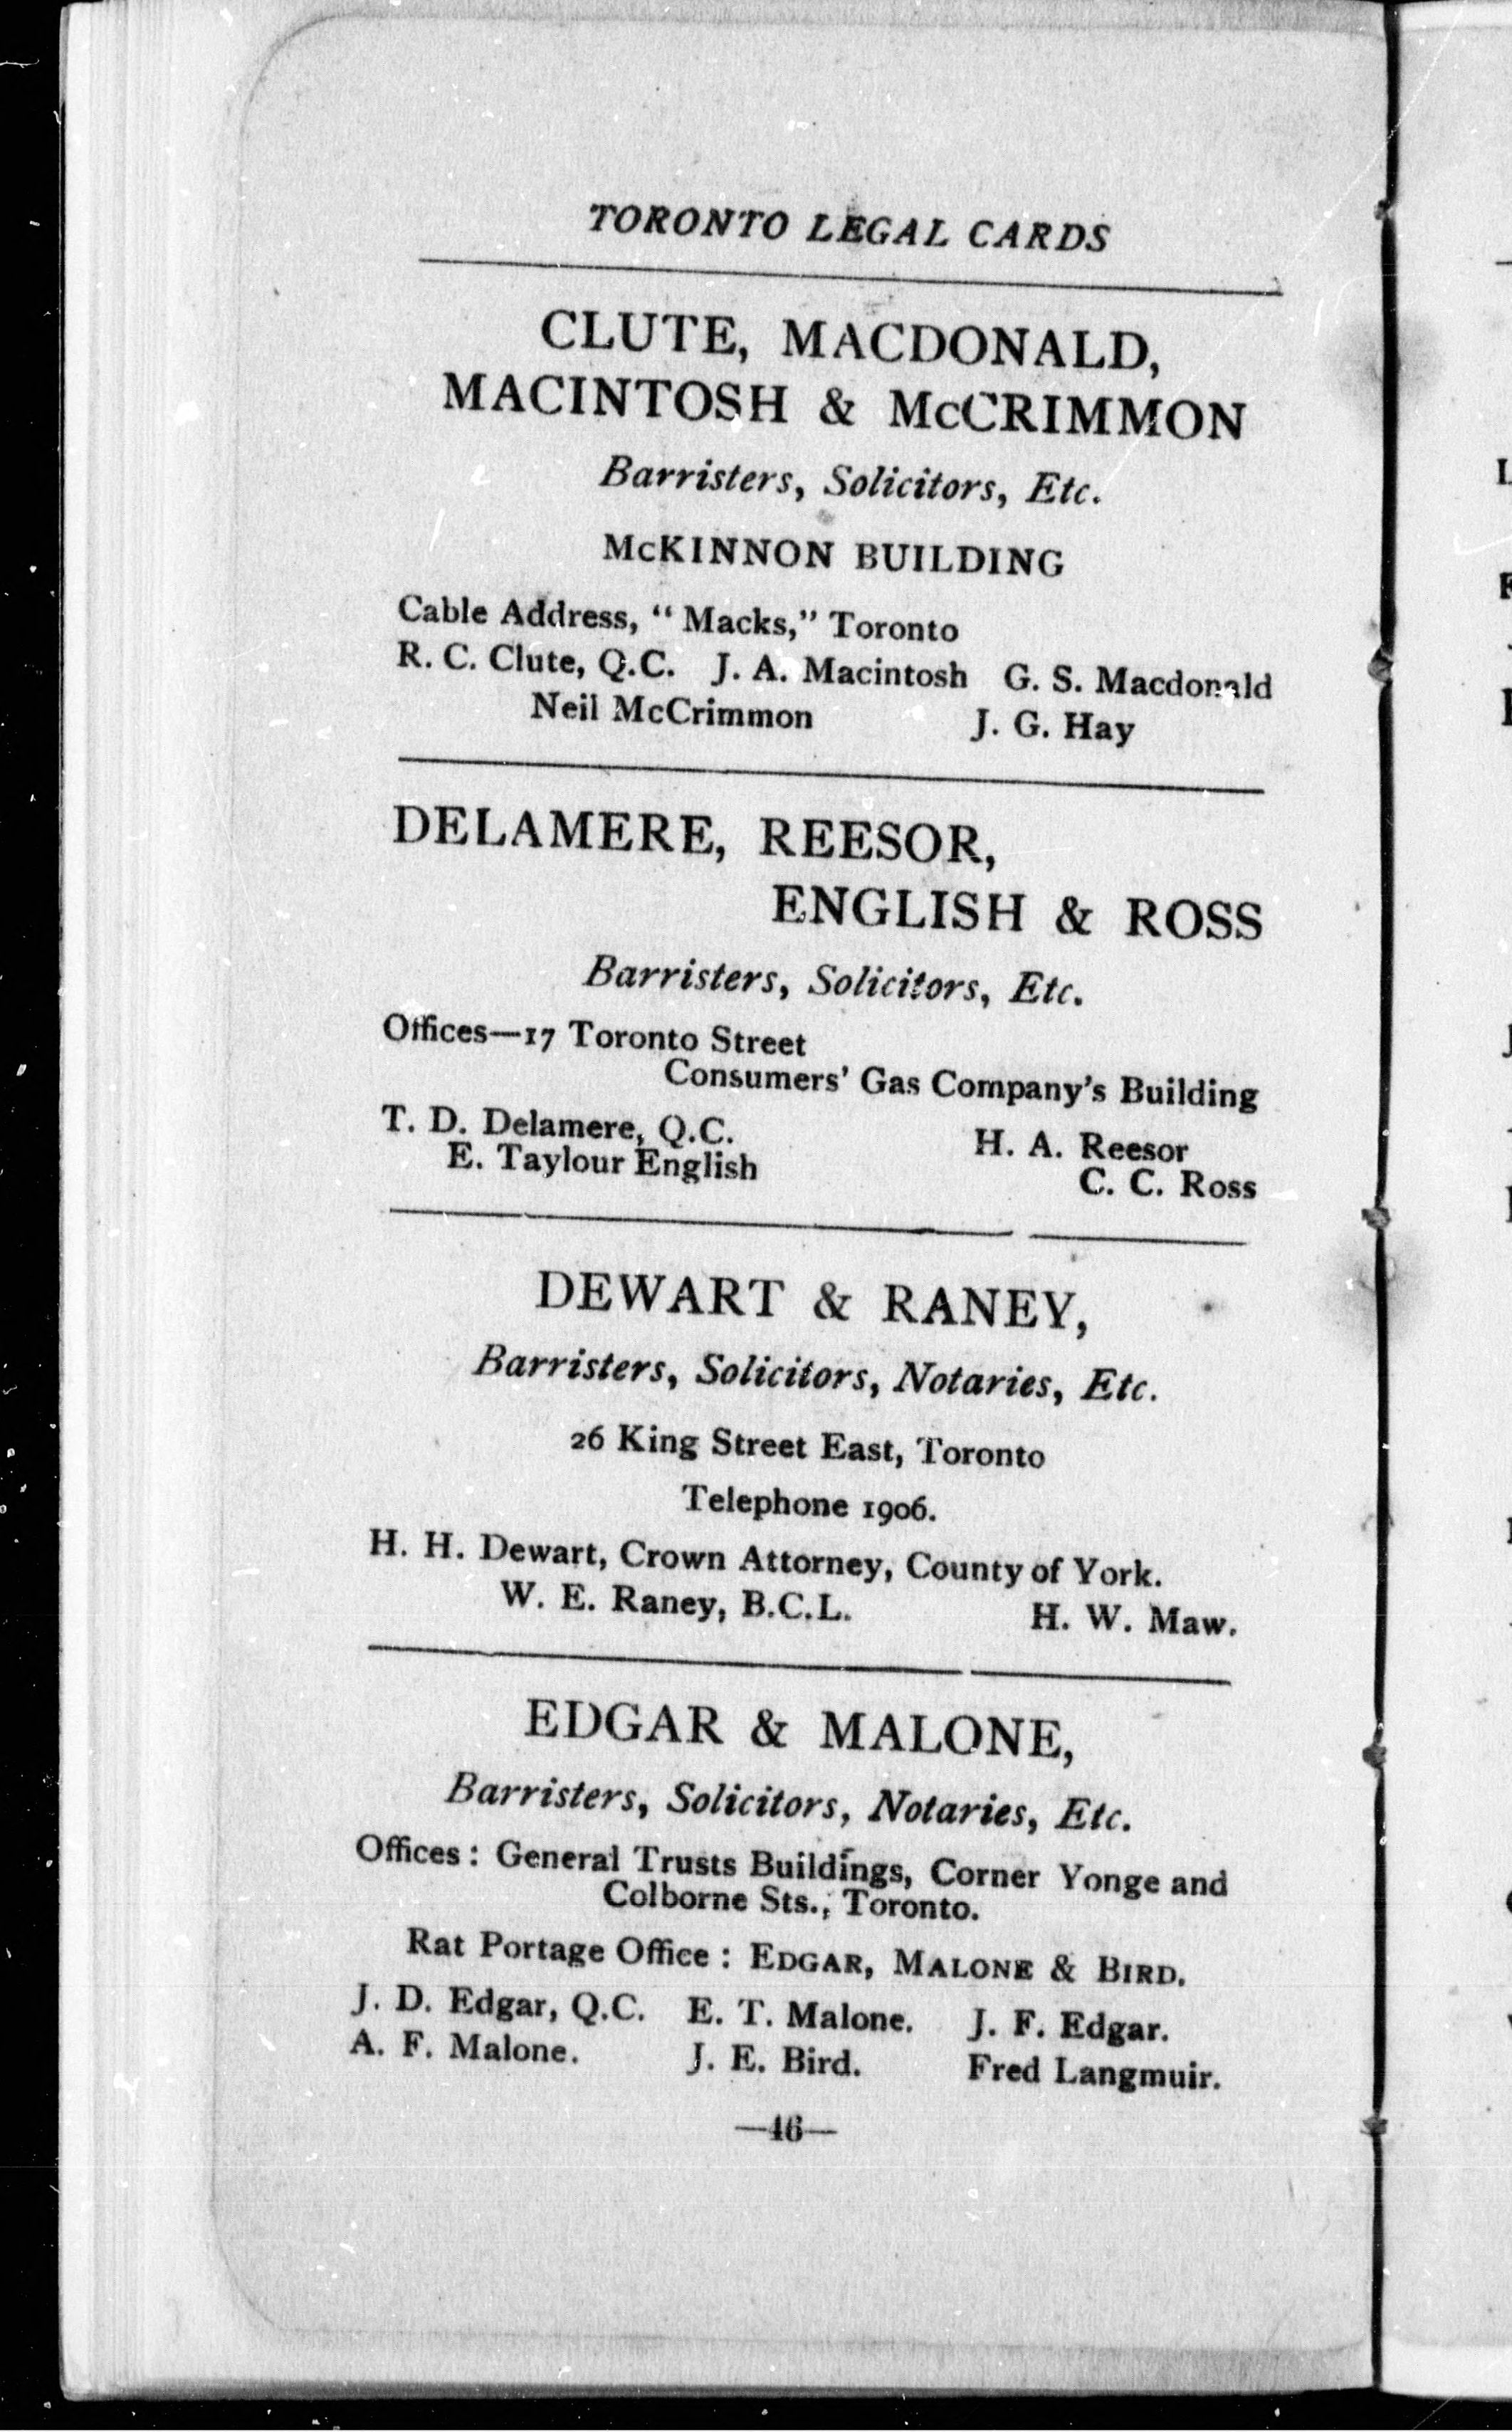 TORONTO LEGAL CARDS
CLUTE, MACDONALD,
MACINTOSH & McCRIMMON
Barristers, Solicitors, Etc.
McKINNON BUILDING
Cable Address, “ Macks,” Toronto
R. C. Clute, Q.C. J. A. Macintosh G. S. Macdonald
Neil McCrimmon J. G. Hay
DELAMERE, REESOR,
ENGLISH & ROSS
Barristers, Solicitors, Etc.
Offices—17 Toronto Street
Consumers’ Gas Company’s Building
T. D. Delamere, Q.C. H. A. Reesor
E. Taylour English C. C. Ross
DEWART & RANEY,
Barristers, Solicitors, Notaries, Etc.
26 King Street East, Toronto
Telephone 1906.
H. H. Dewart, Crown Attorney, County of York.
W. E. Raney, B.C.L. H. W. Maw.
EDGAR & MALONE,
Barristers, Solicitors, Notaries, Etc.
Offices : General Trusts Buildings, Corner Yonge and
Colborne Sts., Toronto.
Rat Portage Office : EDGAR, MALONE & BIRD.
J. D. Edgar, Q.C. E. T. Malone. J. F. Edgar.
A. F. Malone. J. E. Bird. Fred Langmuir.
—46—